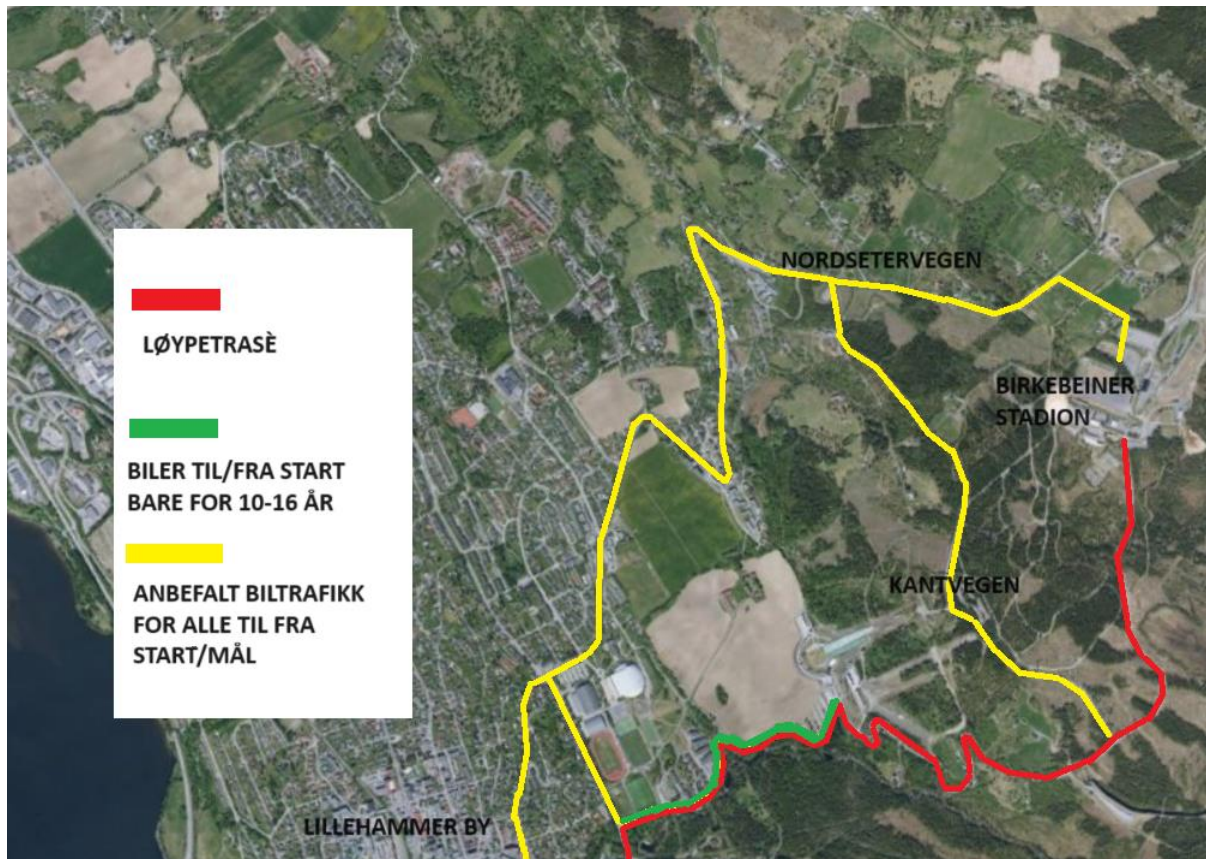 NORDSETERVEGEN
LØYPETRASÈ
BIRKEBEINER
STADION
BILER TIL/FRA START
BARE FOR 10-16 ÅR
ANBEFALT BILTRAFIKK
FOR ALLE TIL FRA
START/MÅL
KANTVEGEN
LILLEHAMMER BY